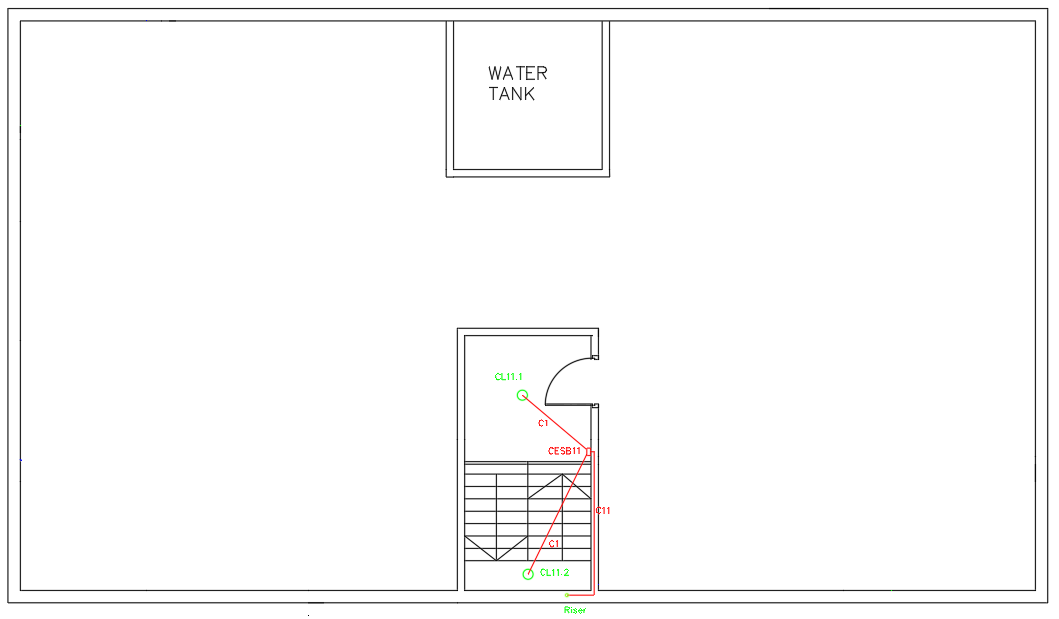 WATER
TANK
CL11.1
C1
CESB11
C11
C1
CL11.2
Riser